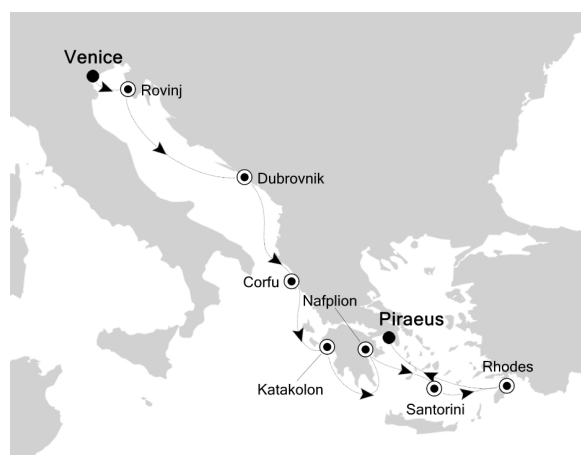 Venice
Rovinj
Dubrovnik
Corfu
Nafplion
Piraeus
Katakolon
Rhodes
Santorini